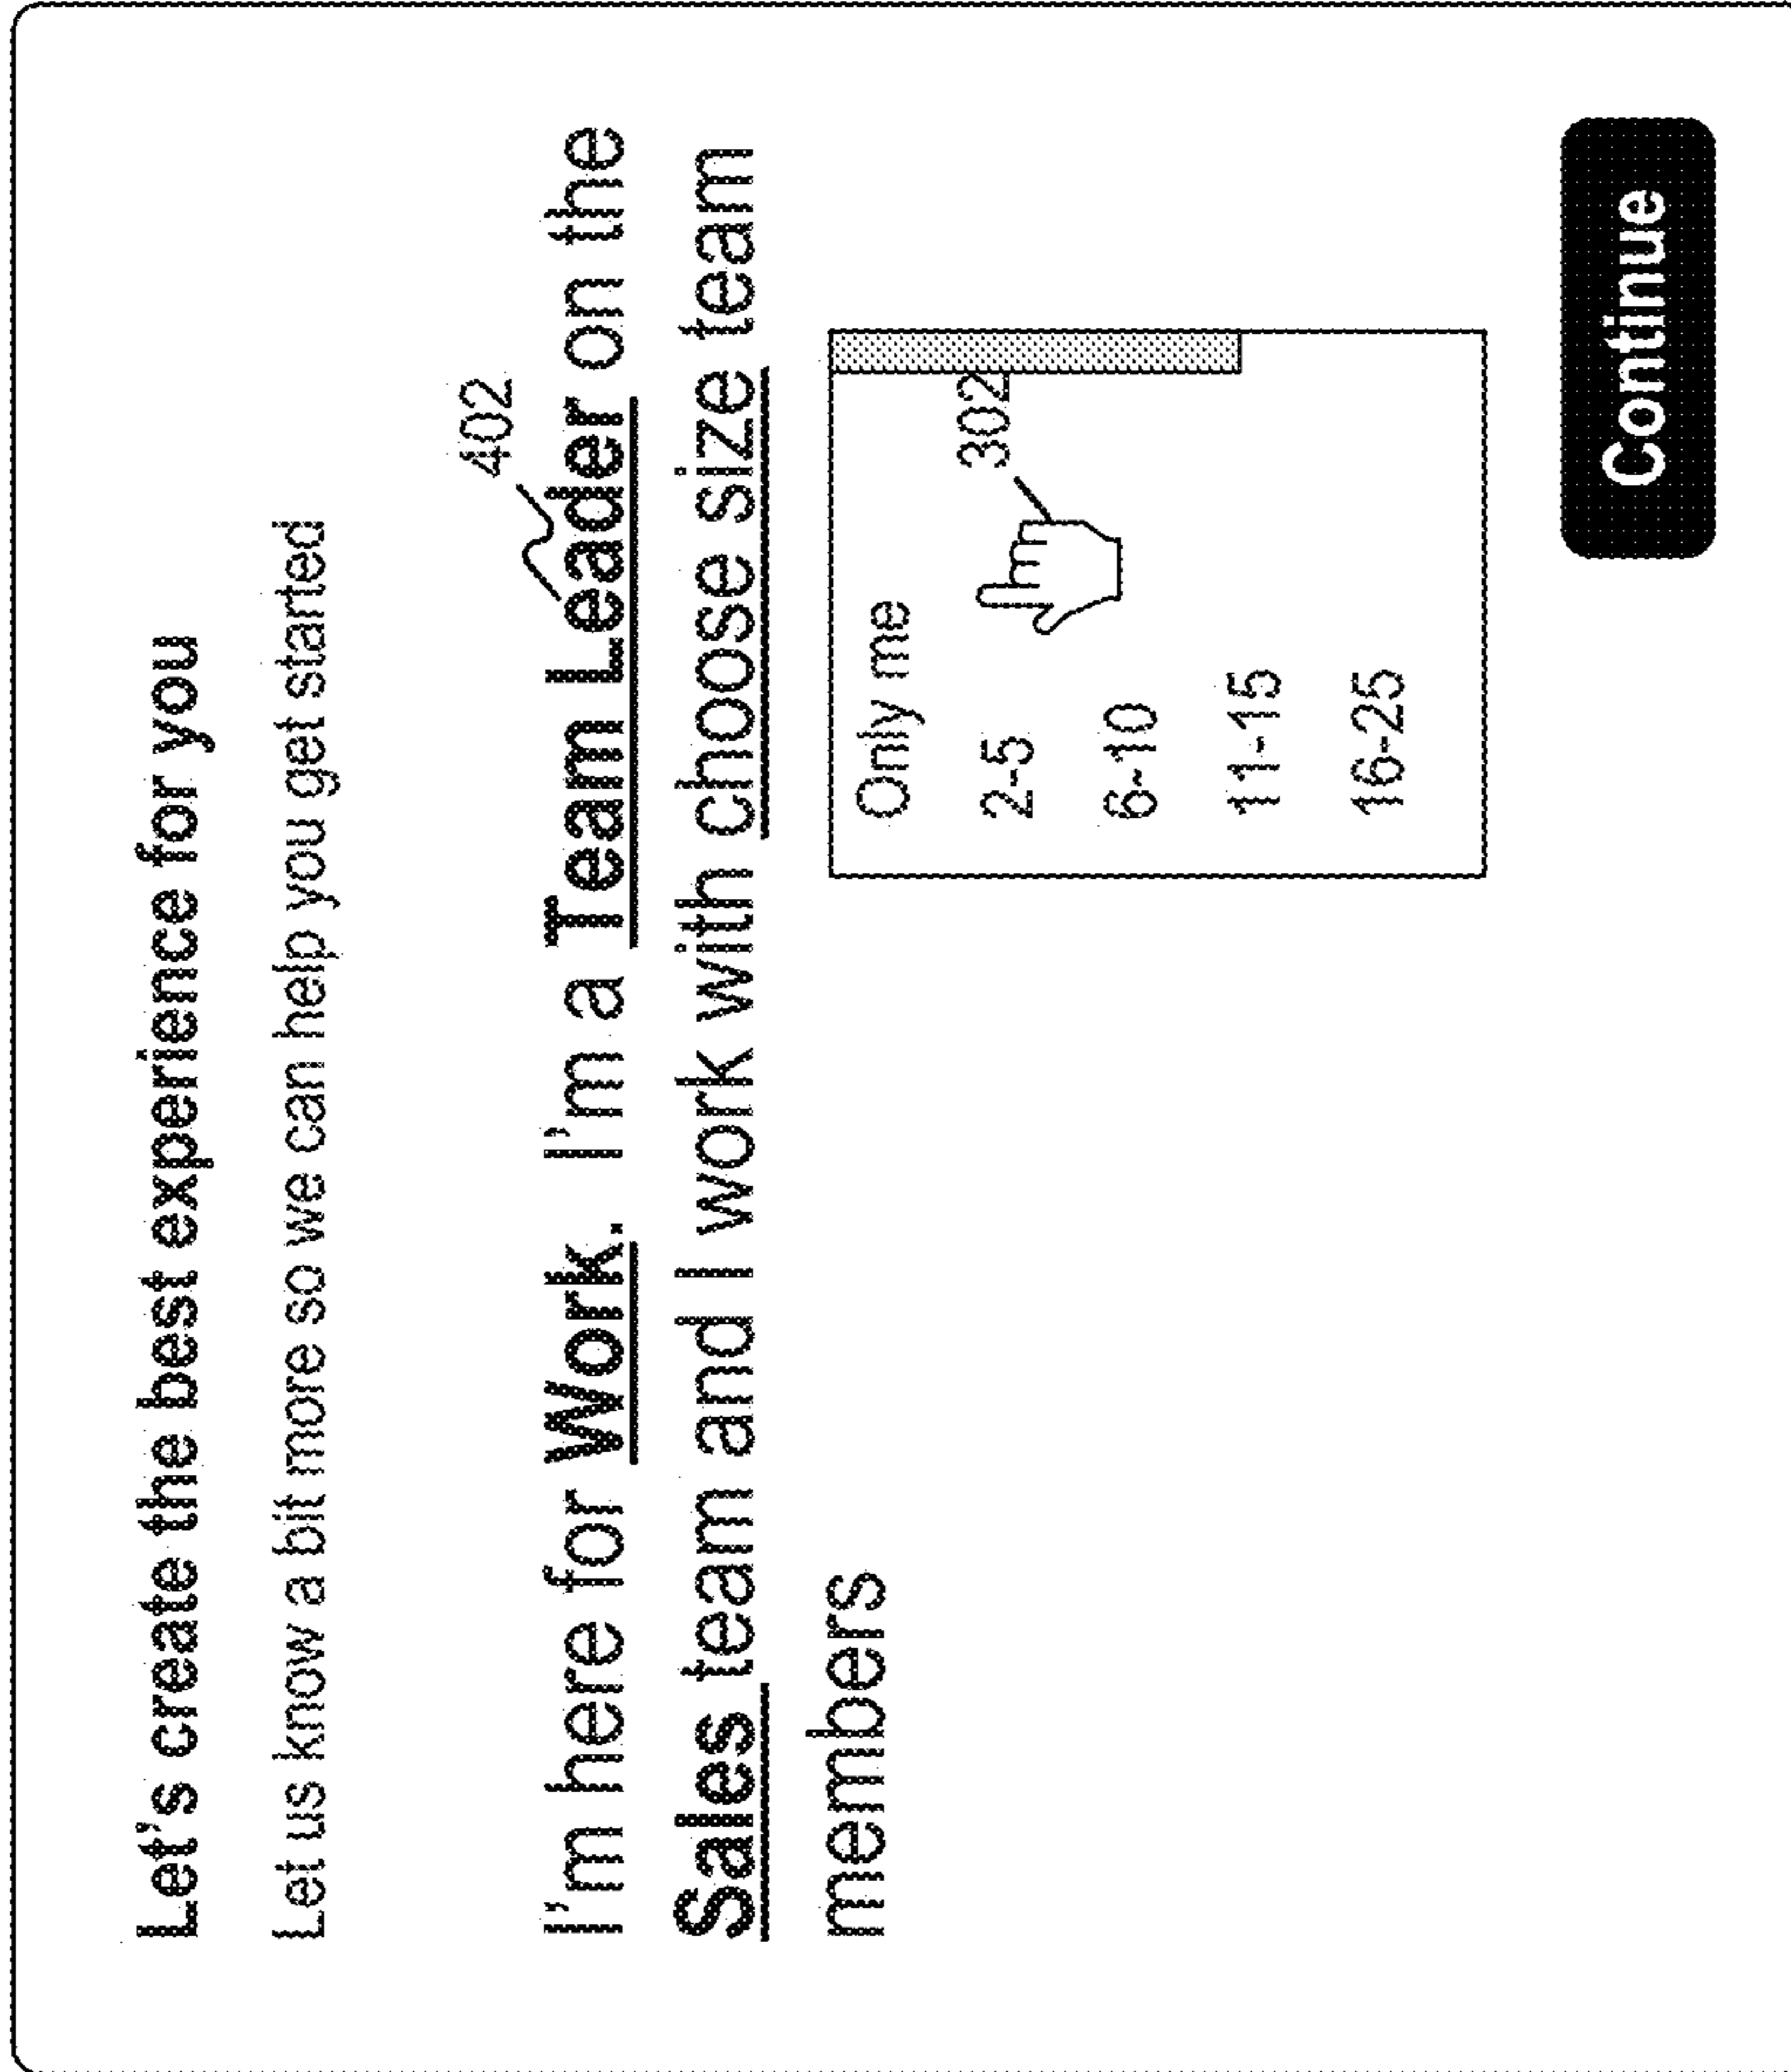 Let's create the best experience for you
Let us know a bit more so we can help you get started
402
I'm here for Work. I'm a Team Leader on the
Sales team and I work with choose size team
members
Only me
2-5
302
6-10
11-15
16-25
Continue